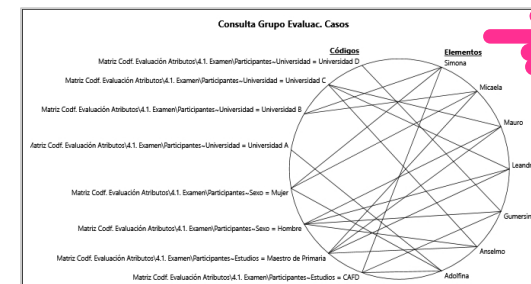 Consulta Grupo Evaluac. Casos
Códigos
Elementos
Matriz Codf. Evaluación Atributos\4.1. Examen\Participantes~Universidad = Universidad D
Simona
Matriz Codf. Evaluación Atributos\4.1. Examen\Participantes~Universidad = Universidad C
Micaela
Matriz Codf. Evaluación Atributos\4.1. Examen\Participantes~Universidad = Universidad B
Mauro
Matriz Codf. Evaluación Atributos\4.1. Examen\Participantes~Universidad = Universidad A
Leandr
Matriz Codf. Evaluación Atributos\4.1. Examen\Participantes~Sexo = Mujer
Gumersin
Matriz Codf. Evaluación Atributos\4.1. Examen\Participantes~Sexo = Hombre
Anselmo
Matriz Codf. Evaluación Atributos\4.1. Examen\Participantes~Estudios = Maestro de Primaria
Adolfina
Matriz Codf. Evaluación Atributos\4.1. Examen\Participantes~Estudios = CAFD